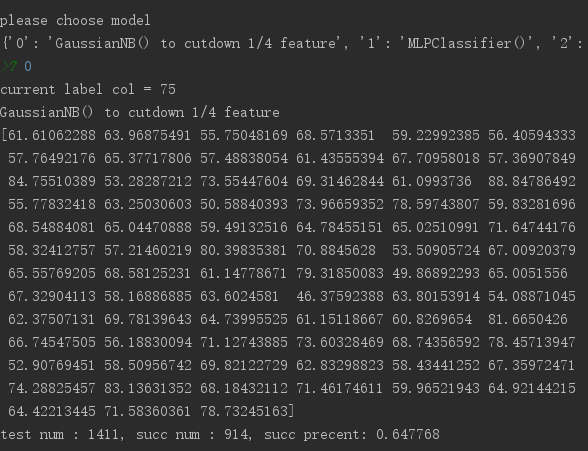 please choose model
{'0': 'GaussianNB() to cutdown 1/4 feature', '1': 'MLPClassifier()', '2':
>? 0
current label col = 75
GaussianNB() to cutdown 1/4 feature
[61.61062288 63.96875491 55.75048169 68.5713351  59.22992385 56.40594333
 57.76492176 65.37717806 57.48838054 61.43555394 67.70958018 57.36907849
 84.75510389 53.28287212 73.55447604 69.31462844 61.0993736  88.84786492
 55.77832418 63.25030603 50.58840393 73.96659352 78.59743807 59.83281696
 68.54884081 65.04470888 59.49132516 64.78455151 65.02510991 71.64744176
 58.32412757 57.21460219 80.39835381 70.8845628  53.50905724 67.00920379
 65.55769205 68.58125231 61.14778671 79.31850083 49.86892293 65.0051556
 67.32904113 58.16886885 63.6024581  46.37592388 63.80153914 54.08871045
 62.37507131 69.78139643 64.73995525 61.15118667 60.8269654  81.6650426
 66.74547505 56.18830094 71.12743885 73.60328469 68.74356592 78.45713947
 52.90769451 58.50956742 69.82122729 62.83298823 58.43441252 67.35972471
 74.28825457 83.13631352 68.18432112 71.46174611 59.96521943 64.92144215
 64.42213445 71.58360361 78.73245163]
test num : 1411, succ num : 914, succ precent: 0.647768